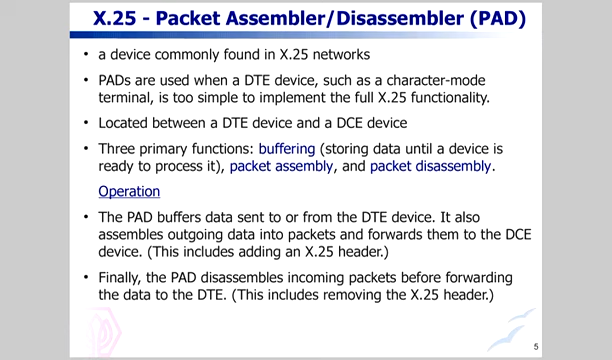 X.25 - Packet Assembler/Disassembler (PAD)
• a device commonly found in X.25 networks
• PADs are used when a DTE device, such as a character-mode
terminal, is too simple to implement the full X.25 functionality.
• Located between a DTE device and a DCE device
• Three primary functions: buffering (storing data until a device is
ready to process it), packet assembly, and packet disassembly.
Operation
• The PAD buffers data sent to or from the DTE device. It also
assembles outgoing data into packets and forwards them to the DCE
device. (This includes adding an X.25 header.)
• Finally, the PAD disassembles incoming packets before forwarding
the data to the DTE. (This includes removing the X.25 header.)
5